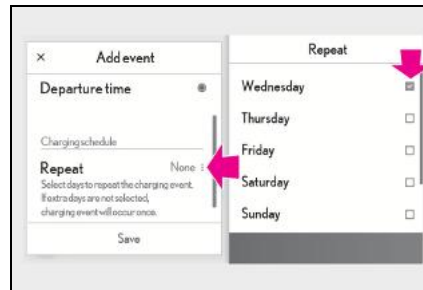 × Add event
Departure time
Charging schedule
Repeat None
Select days to repeat the charging event.
If extra days are not selected,
charging event will occur once.
Save
Repeat
Wednesday
Thursday
Friday
Saturday
Sunday